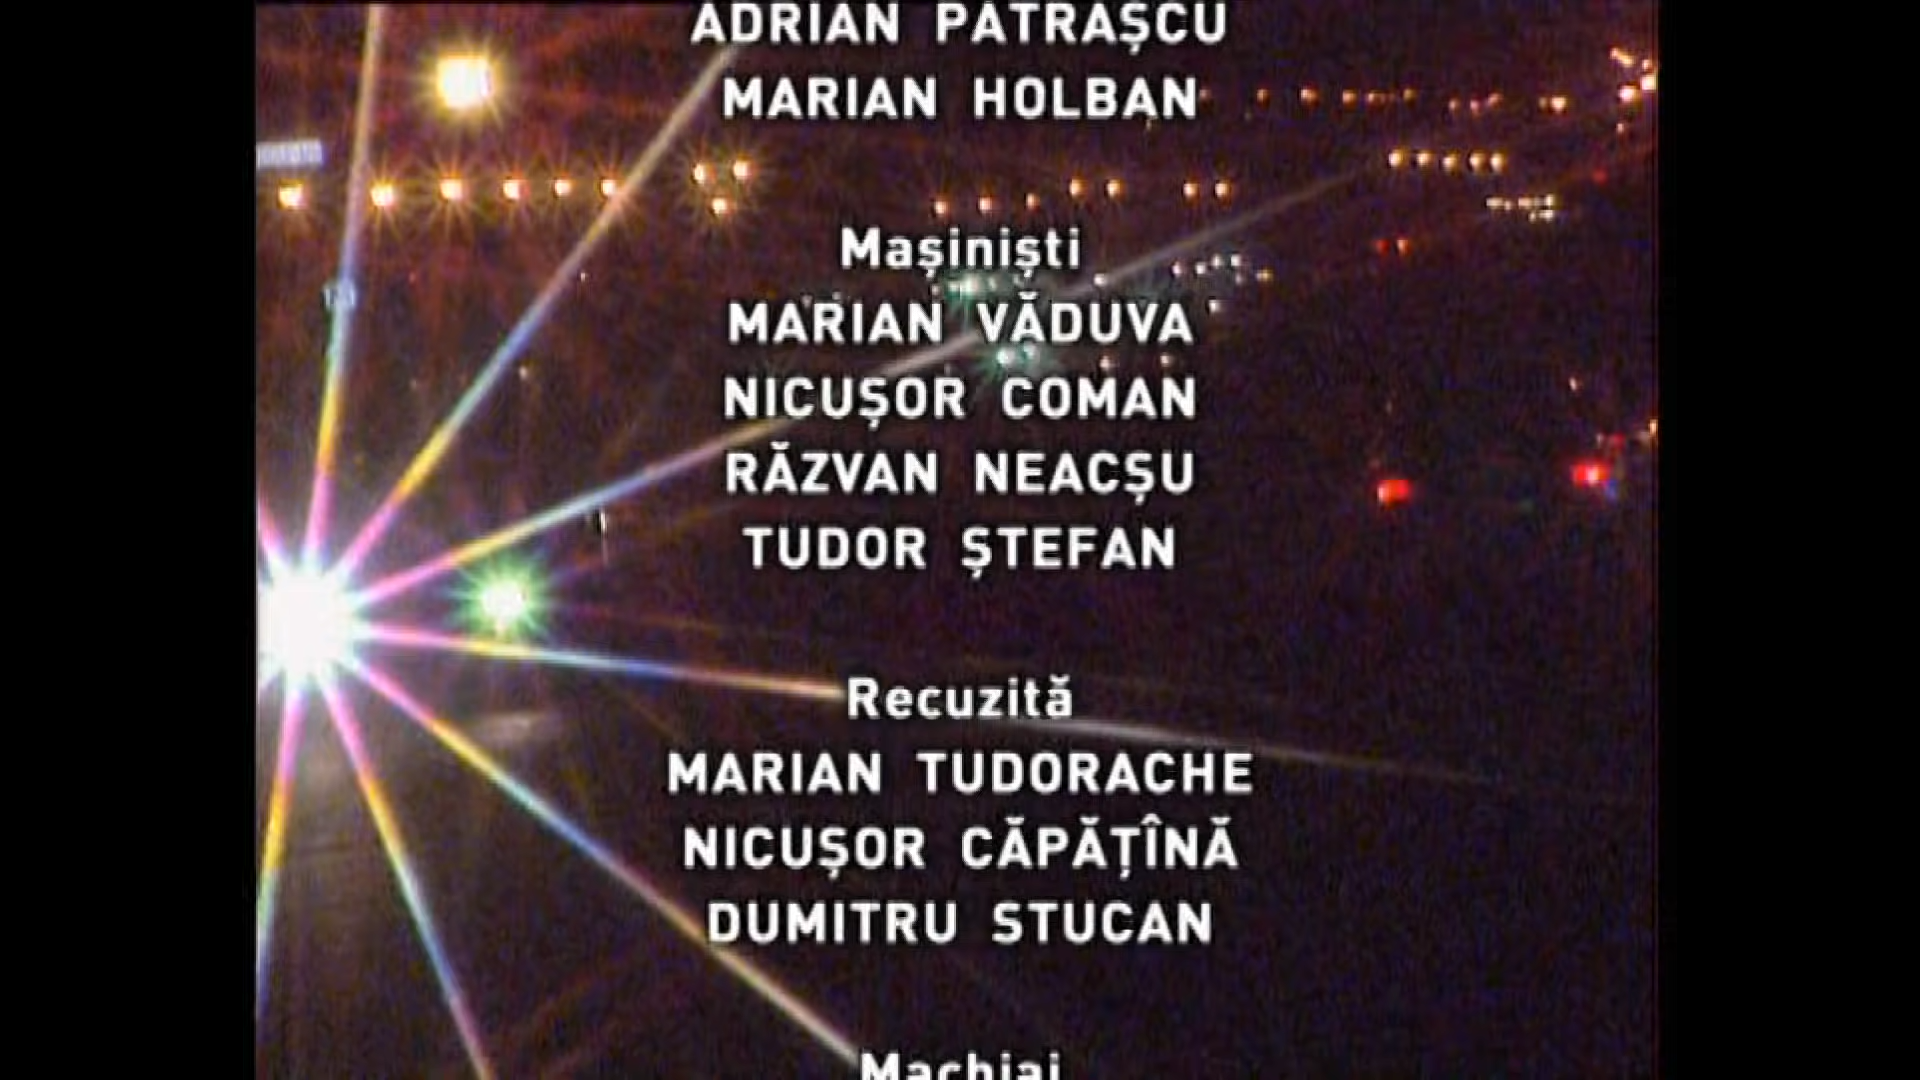 ADRIAN PĂTRAȘCU
MARIAN HOLBAN
Mașiniști
MARIAN VĂDUVA
NICUȘOR COMAN
RĂZVAN NEACȘU
TUDOR ȘTEFAN
Recuzită
MARIAN TUDORACHE
NICUȘOR CĂPĂȚÎNĂ
DUMITRU STUCAN
Machiaj